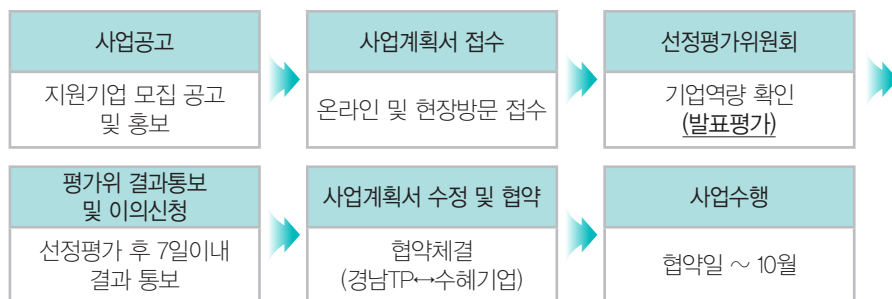 사업공고
지원기업 모집 공고
및 홍보
사업계획서 접수
온라인 및 현장방문 접수
선정평가위원회
기업역량 확인
(발표평가)
평가위 결과통보
및 이의신청
선정평가 후 7일이내
결과 통보
사업계획서 수정 및 협약
협약체결
(경남TP↔수혜기업)
사업수행
협약일 ~ 10월